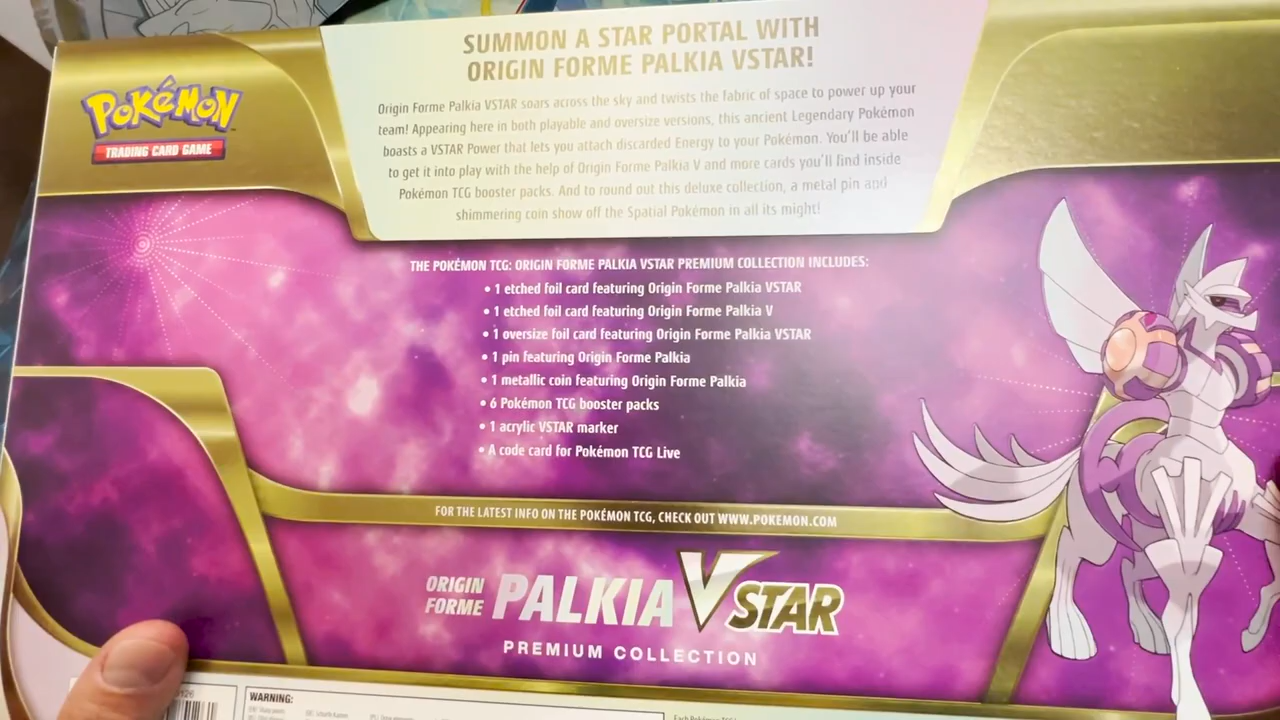 SUMMON A STAR PORTAL WITH
ORIGIN FORME PALKIA VSTAR!
Origin Forme Palkia VSTAR soars across the sky and twists the fabric of space to power up your
team! Appearing here in both playable and oversize versions, this ancient Legendary Pokémon
boasts a VSTAR Power that lets you attach discarded Energy to your Pokémon. You'll be able
to get it into play with the help of Origin Forme Palkia V and more cards you'll find inside
Pokémon TCG booster packs. And to round out this deluxe collection, a metal pin and
shimmering coin show off the Spatial Pokémon in all its might!
POKéMON
TRADING CARD GAME
THE POKÉMON TCG: ORIGIN FORME PALKIA VSTAR PREMIUM COLLECTION INCLUDES:
• 1 etched foil card featuring Origin Forme Palkia VSTAR
• 1 etched foil card featuring Origin Forme Palkia V
• 1 oversize foil card featuring Origin Forme Palkia VSTAR
• 1 pin featuring Origin Forme Palkia
• 1 metallic coin featuring Origin Forme Palkia
• 6 Pokémon TCG booster packs
• 1 acrylic VSTAR marker
• A code card for Pokémon TCG Live
FOR THE LATEST INFO ON THE POKÉMON TCG, CHECK OUT WWW.POKEMON.COM
ORIGIN
FORME PALKIA VSTAR
PREMIUM COLLECTION
WARNING: